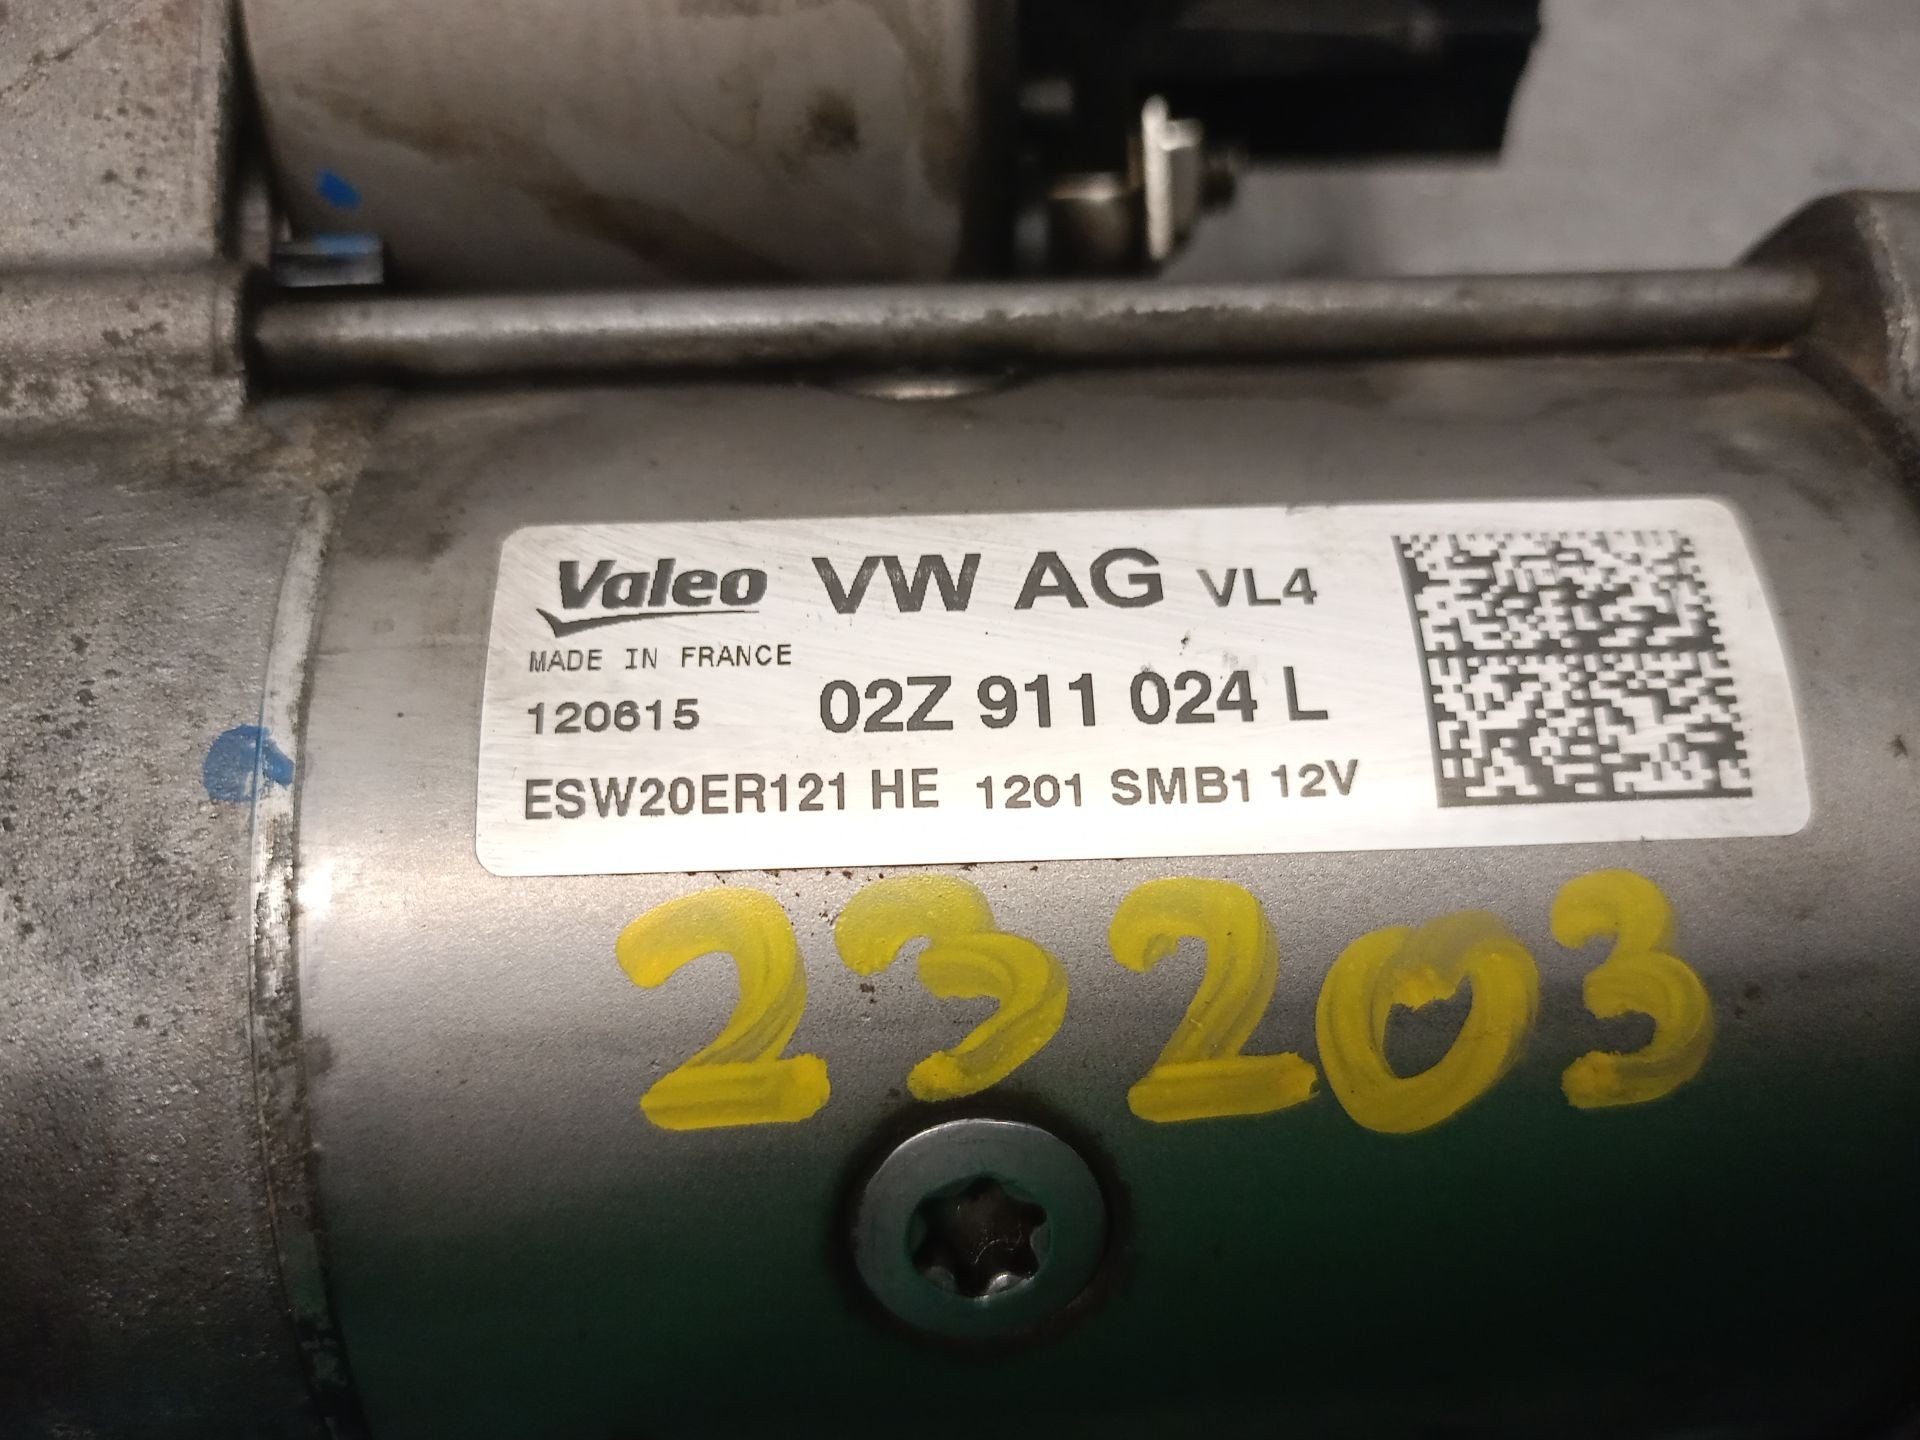 Valeo VW AG VL4
MADE IN FRANCE
120615 02Z 911 024 L
ESW20ER121 HE 1201 SMB1 12V
23203